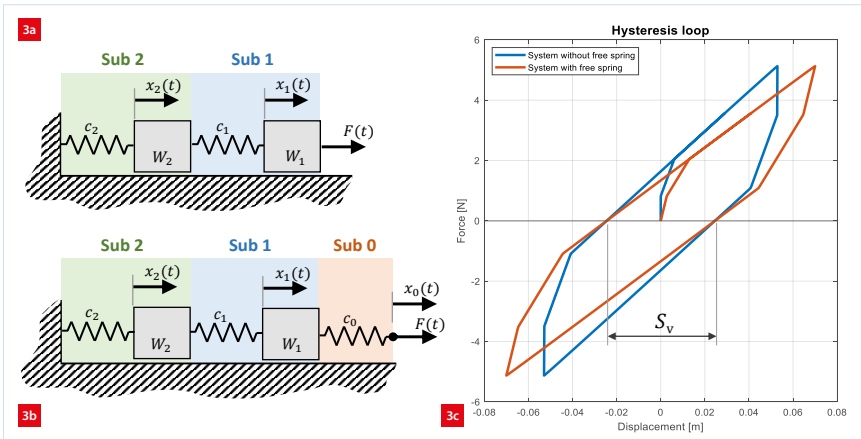 3a
Sub 2 Sub 1
x₂(t) x₁(t)
c₂ c₁ F(t)
W₂ W₁
Sub 2 Sub 1 Sub 0
x₂(t) x₁(t) x₀(t)
c₂ c₁ c₀ F(t)
W₂ W₁
3b
Hysteresis loop
System without free spring
System with free spring
Force [N]
6
4
2
0
-2
-4
-6
Sᵥ
-0.08 -0.06 -0.04 -0.02 0 0.02 0.04 0.06 0.08
Displacement [m]
3c